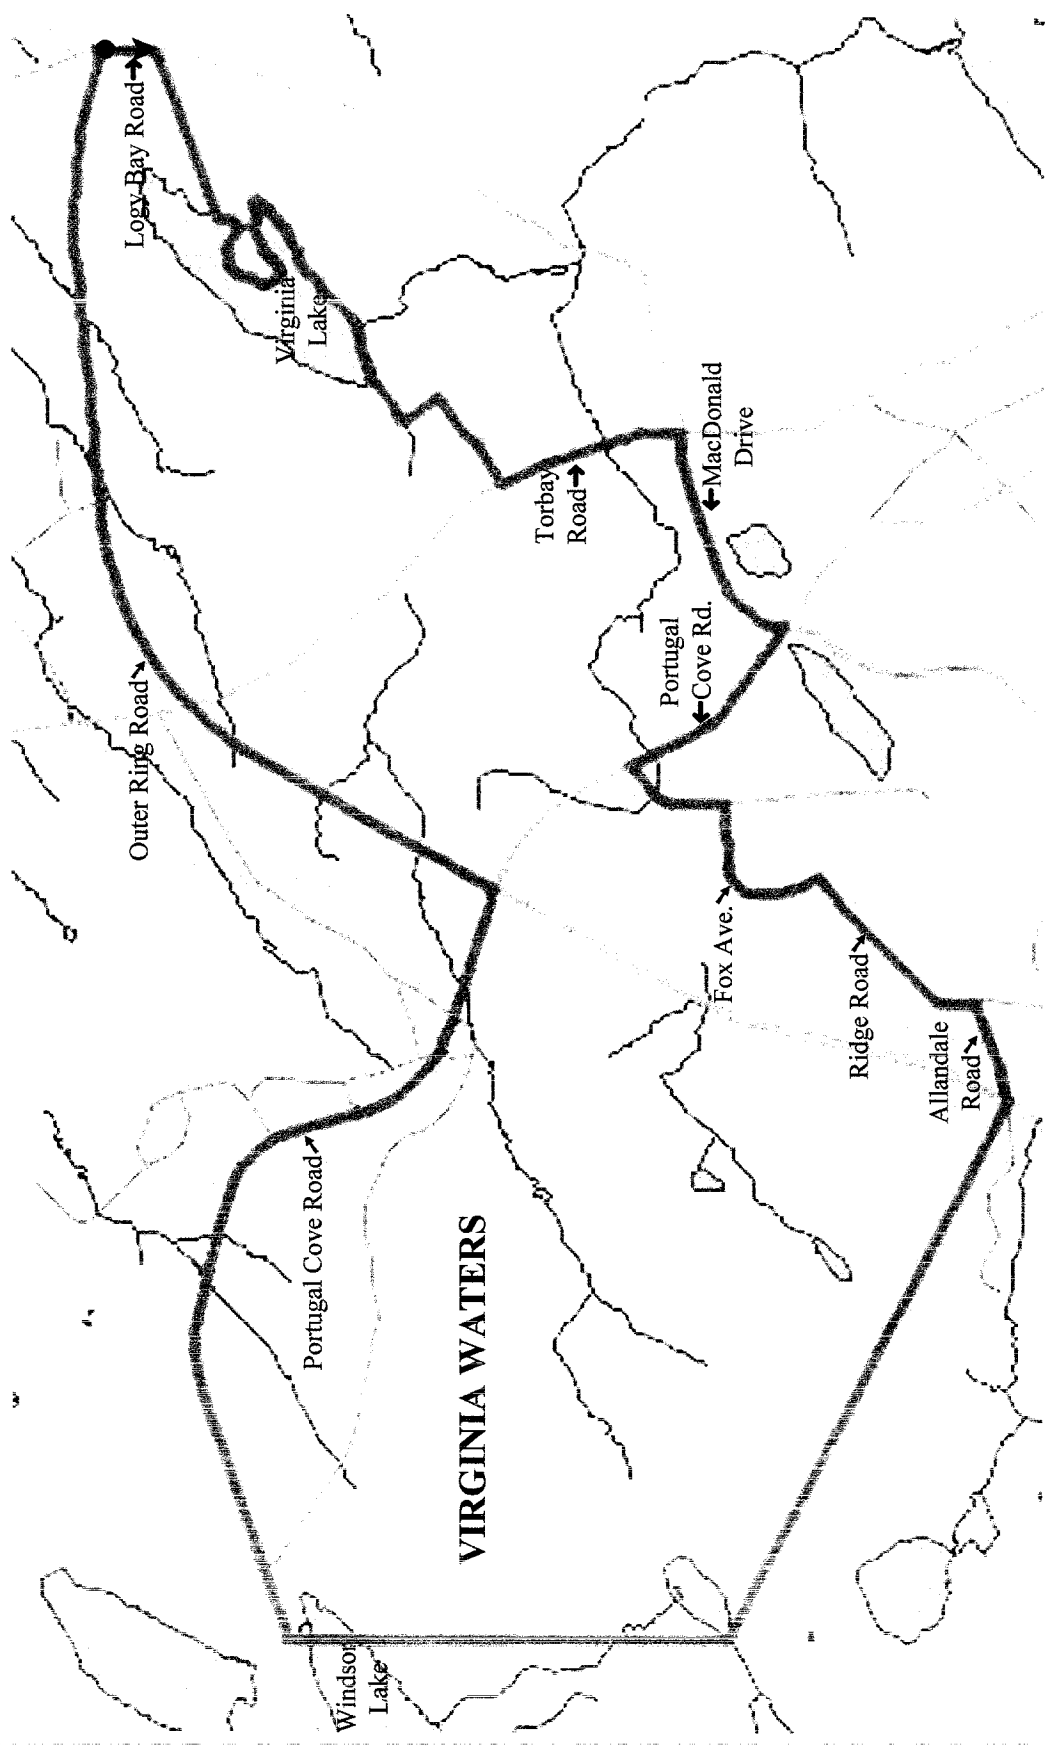 Logy Bay Road
Virginia
Lake
Torbay
Road
MacDonald
Drive
Portugal
Cove Rd.
Outer Ring Road
Fox Ave.
Ridge Road
Allandale
Road
Portugal Cove Road
VIRGINIA WATERS
Windsor
Lake